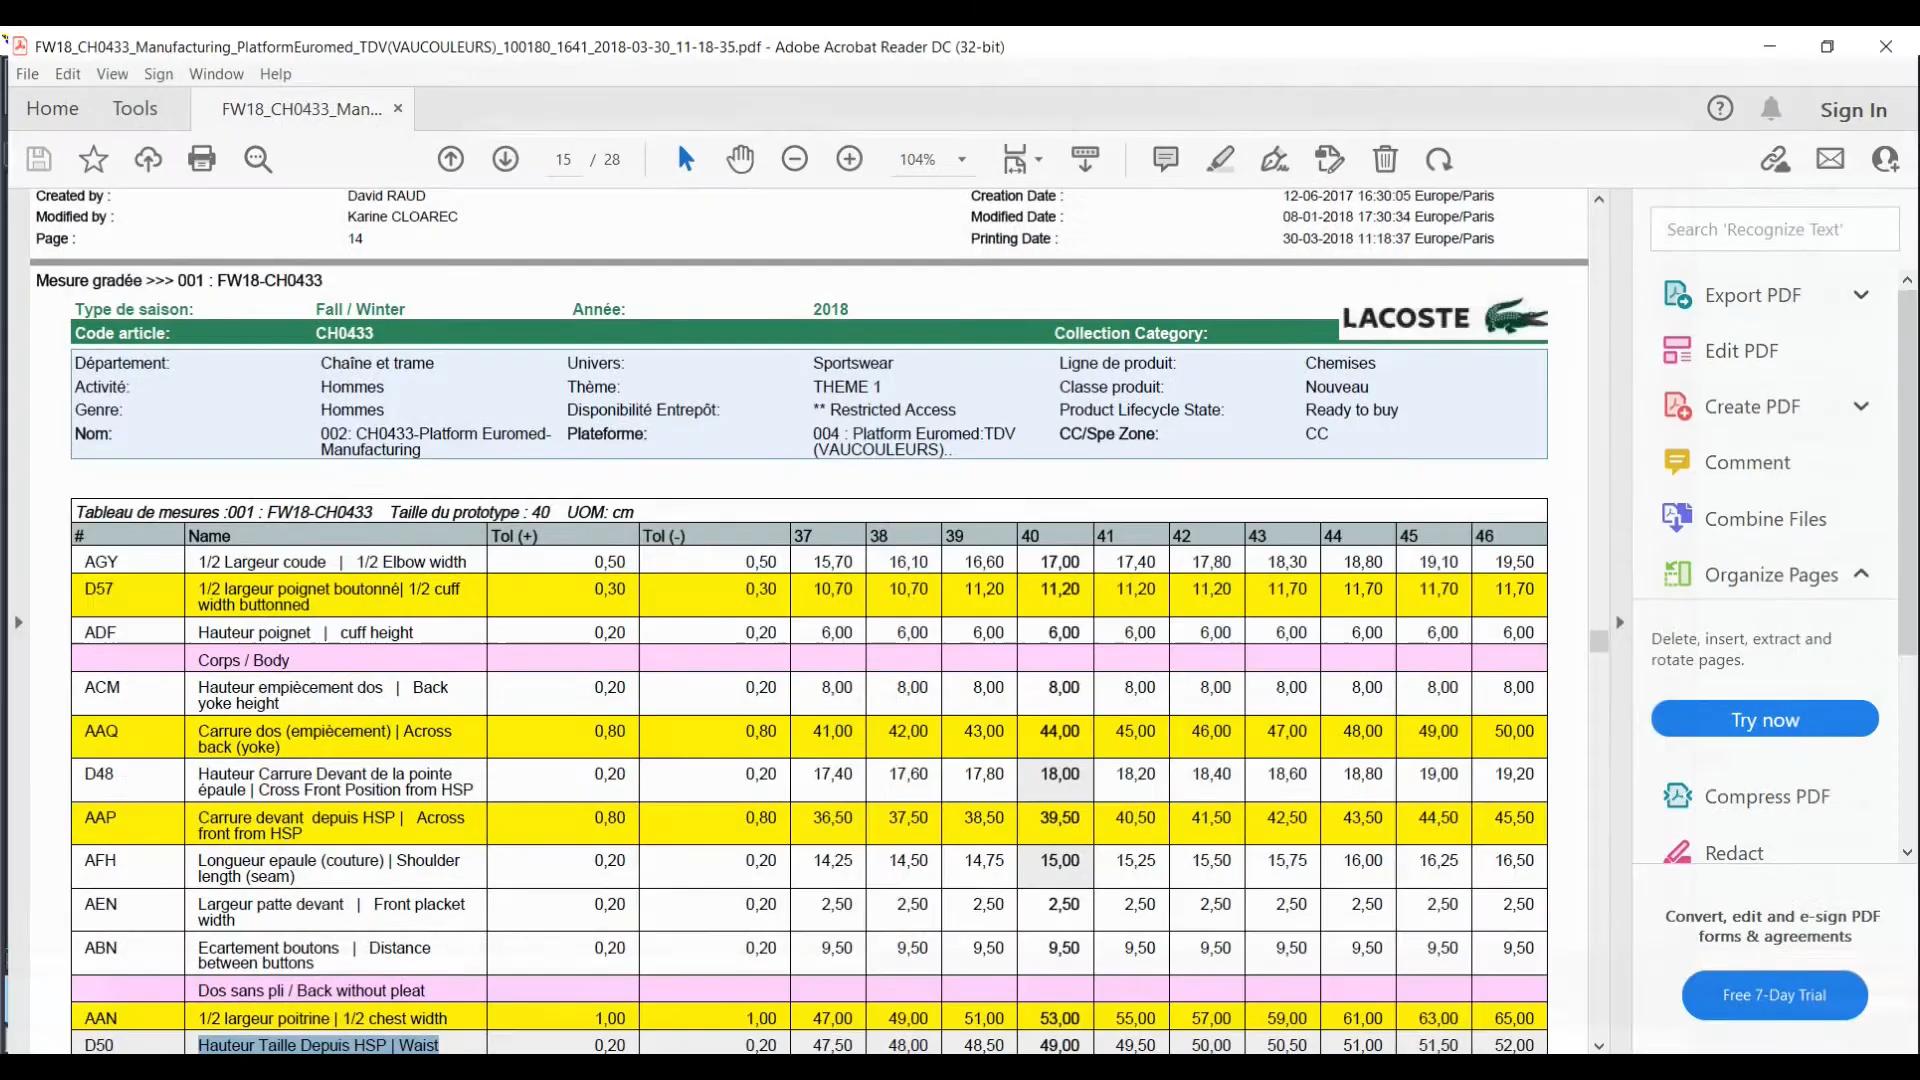 FW18_CH0433_Manufacturing_PlatformEuromed_TDV(VAUCOULEURS)_100180_1641_2018-03-30_11-18-35.pdf - Adobe Acrobat Reader DC (32-bit)
File Edit View Sign Window Help
Home Tools FW18_CH0433_Man... × Sign In
15 / 28 104%
Created by : David RAUD Creation Date : 12-06-2017 16:30:05 Europe/Paris
Modified by : Karine CLOAREC Modified Date : 08-01-2018 17:30:34 Europe/Paris
Page : 14 Printing Date : 30-03-2018 11:18:37 Europe/Paris
Mesure gradée >>> 001 : FW18-CH0433
Type de saison: Fall / Winter Année: 2018
LACOSTE
Code article: CH0433 Collection Category:
Département: Chaîne et trame Univers: Sportswear Ligne de produit: Chemises
Activité: Hommes Thème: THEME 1 Classe produit: Nouveau
Genre: Hommes Disponibilité Entrepôt: ** Restricted Access Product Lifecycle State: Ready to buy
Nom: 002: CH0433-Platform Euromed- Plateforme: 004 : Platform Euromed:TDV CC/Spe Zone: CC
Manufacturing (VAUCOULEURS)..
Tableau de mesures :001 : FW18-CH0433 Taille du prototype : 40 UOM: cm
# Name Tol (+) Tol (-) 37 38 39 40 41 42 43 44 45 46
AGY 1/2 Largeur coude | 1/2 Elbow width 0,50 0,50 15,70 16,10 16,60 17,00 17,40 17,80 18,30 18,80 19,10 19,50
D57 1/2 largeur poignet boutonné| 1/2 cuff 0,30 0,30 10,70 10,70 11,20 11,20 11,20 11,20 11,70 11,70 11,70 11,70
width buttonned
ADF Hauteur poignet | cuff height 0,20 0,20 6,00 6,00 6,00 6,00 6,00 6,00 6,00 6,00 6,00 6,00
Corps / Body
ACM Hauteur empiècement dos | Back 0,20 0,20 8,00 8,00 8,00 8,00 8,00 8,00 8,00 8,00 8,00 8,00
yoke height
AAQ Carrure dos (empiècement) | Across 0,80 0,80 41,00 42,00 43,00 44,00 45,00 46,00 47,00 48,00 49,00 50,00
back (yoke)
D48 Hauteur Carrure Devant de la pointe 0,20 0,20 17,40 17,60 17,80 18,00 18,20 18,40 18,60 18,80 19,00 19,20
épaule | Cross Front Position from HSP
AAP Carrure devant depuis HSP | Across 0,80 0,80 36,50 37,50 38,50 39,50 40,50 41,50 42,50 43,50 44,50 45,50
front from HSP
AFH Longueur epaule (couture) | Shoulder 0,20 0,20 14,25 14,50 14,75 15,00 15,25 15,50 15,75 16,00 16,25 16,50
length (seam)
AEN Largeur patte devant | Front placket 0,20 0,20 2,50 2,50 2,50 2,50 2,50 2,50 2,50 2,50 2,50 2,50
width
ABN Ecartement boutons | Distance 0,20 0,20 9,50 9,50 9,50 9,50 9,50 9,50 9,50 9,50 9,50 9,50
between buttons
Dos sans pli / Back without pleat
AAN 1/2 largeur poitrine | 1/2 chest width 1,00 1,00 47,00 49,00 51,00 53,00 55,00 57,00 59,00 61,00 63,00 65,00
D50 Hauteur Taille Depuis HSP | Waist 0,20 0,20 47,50 48,00 48,50 49,00 49,50 50,00 50,50 51,00 51,50 52,00
Search 'Recognize Text'
Export PDF
Edit PDF
Create PDF
Comment
Combine Files
Organize Pages
Delete, insert, extract and
rotate pages.
Try now
Compress PDF
Redact
Convert, edit and e-sign PDF
forms & agreements
Free 7-Day Trial